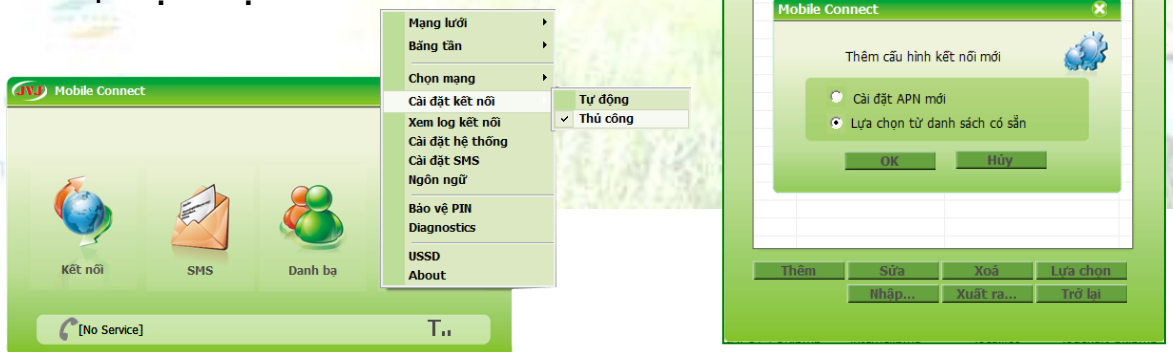 Mạng lưới
Băng tần
Chọn mạng
Cài đặt kết nối
Xem log kết nối
Cài đặt hệ thống
Cài đặt SMS
Ngôn ngữ
Bảo vệ PIN
Diagnostics
USSD
About
Tự động
Thủ công
Mobile Connect
Kết nối
SMS
Danh bạ
[No Service]
Mobile Connect
Thêm cấu hình kết nối mới
Cài đặt APN mới
Lựa chọn từ danh sách có sẵn
OK
Hủy
Thêm
Sửa
Xoá
Lựa chọn
Nhập...
Xuất ra...
Trở lại